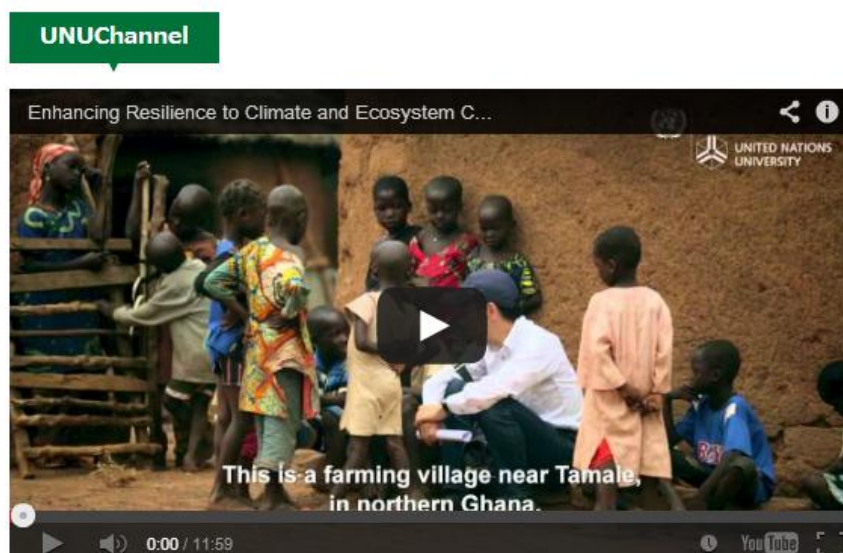 UNUChannel
Enhancing Resilience to Climate and Ecosystem C...
UNITED NATIONS
UNIVERSITY
This is a farming village near Tamale,
in northern Ghana.
0:00 / 11:59
YouTube